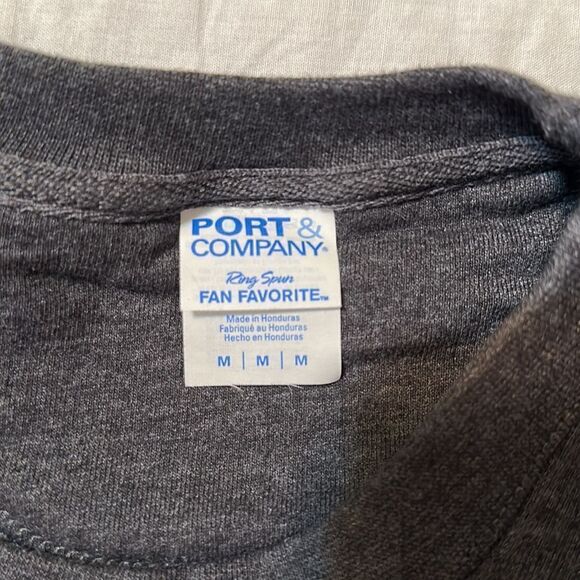 PORT &
COMPANY®
Ring Spun
FAN FAVORITE™
Made in Honduras
Fabriqué au Honduras
Hecho en Honduras
M | M | M